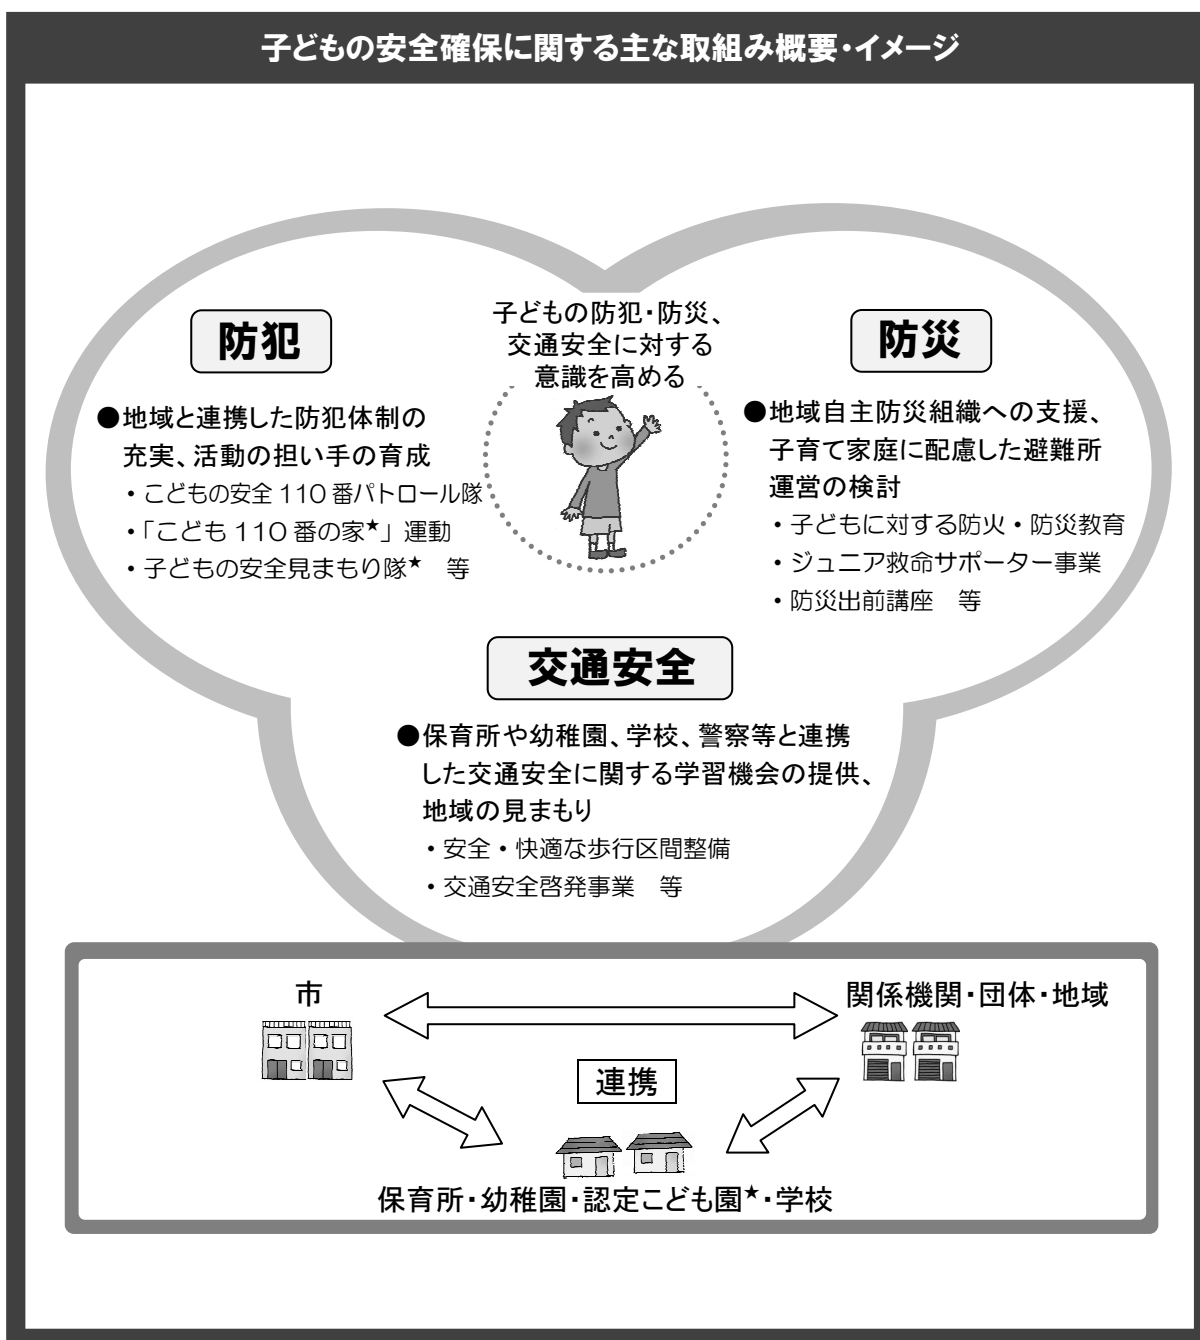 子どもの安全確保に関する主な取組み概要・イメージ
子どもの防犯・防災、
交通安全に対する
意識を高める
防犯
●地域と連携した防犯体制の
充実、活動の担い手の育成
・こどもの安全110番パトロール隊
・「こども110番の家★」運動
・子どもの安全見まもり隊★　等
防災
●地域自主防災組織への支援、
子育て家庭に配慮した避難所
運営の検討
・子どもに対する防火・防災教育
・ジュニア救命サポーター事業
・防災出前講座　等
交通安全
●保育所や幼稚園、学校、警察等と連携
した交通安全に関する学習機会の提供、
地域の見まもり
・安全・快適な歩行区間整備
・交通安全啓発事業　等
市
関係機関・団体・地域
連携
保育所・幼稚園・認定こども園★・学校